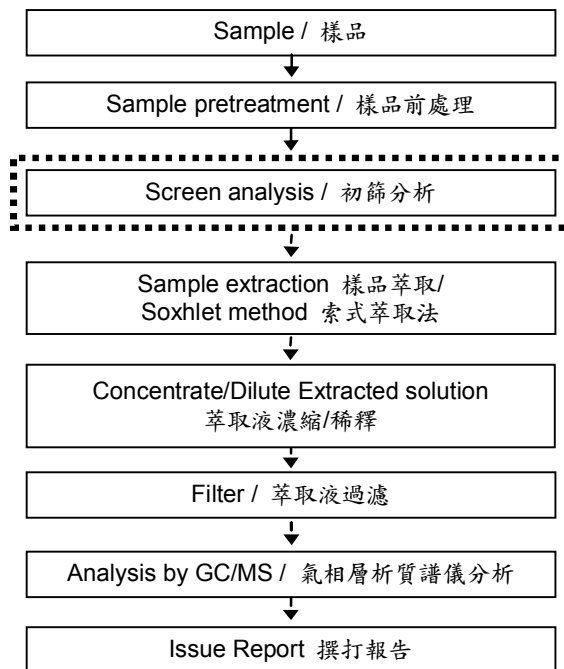 Sample / 樣品
Sample pretreatment / 樣品前處理
Screen analysis / 初篩分析
Sample extraction 樣品萃取/
Soxhlet method 索式萃取法
Concentrate/Dilute Extracted solution
萃取液濃縮/稀釋
Filter / 萃取液過濾
Analysis by GC/MS / 氣相層析質譜儀分析
Issue Report 撰打報告